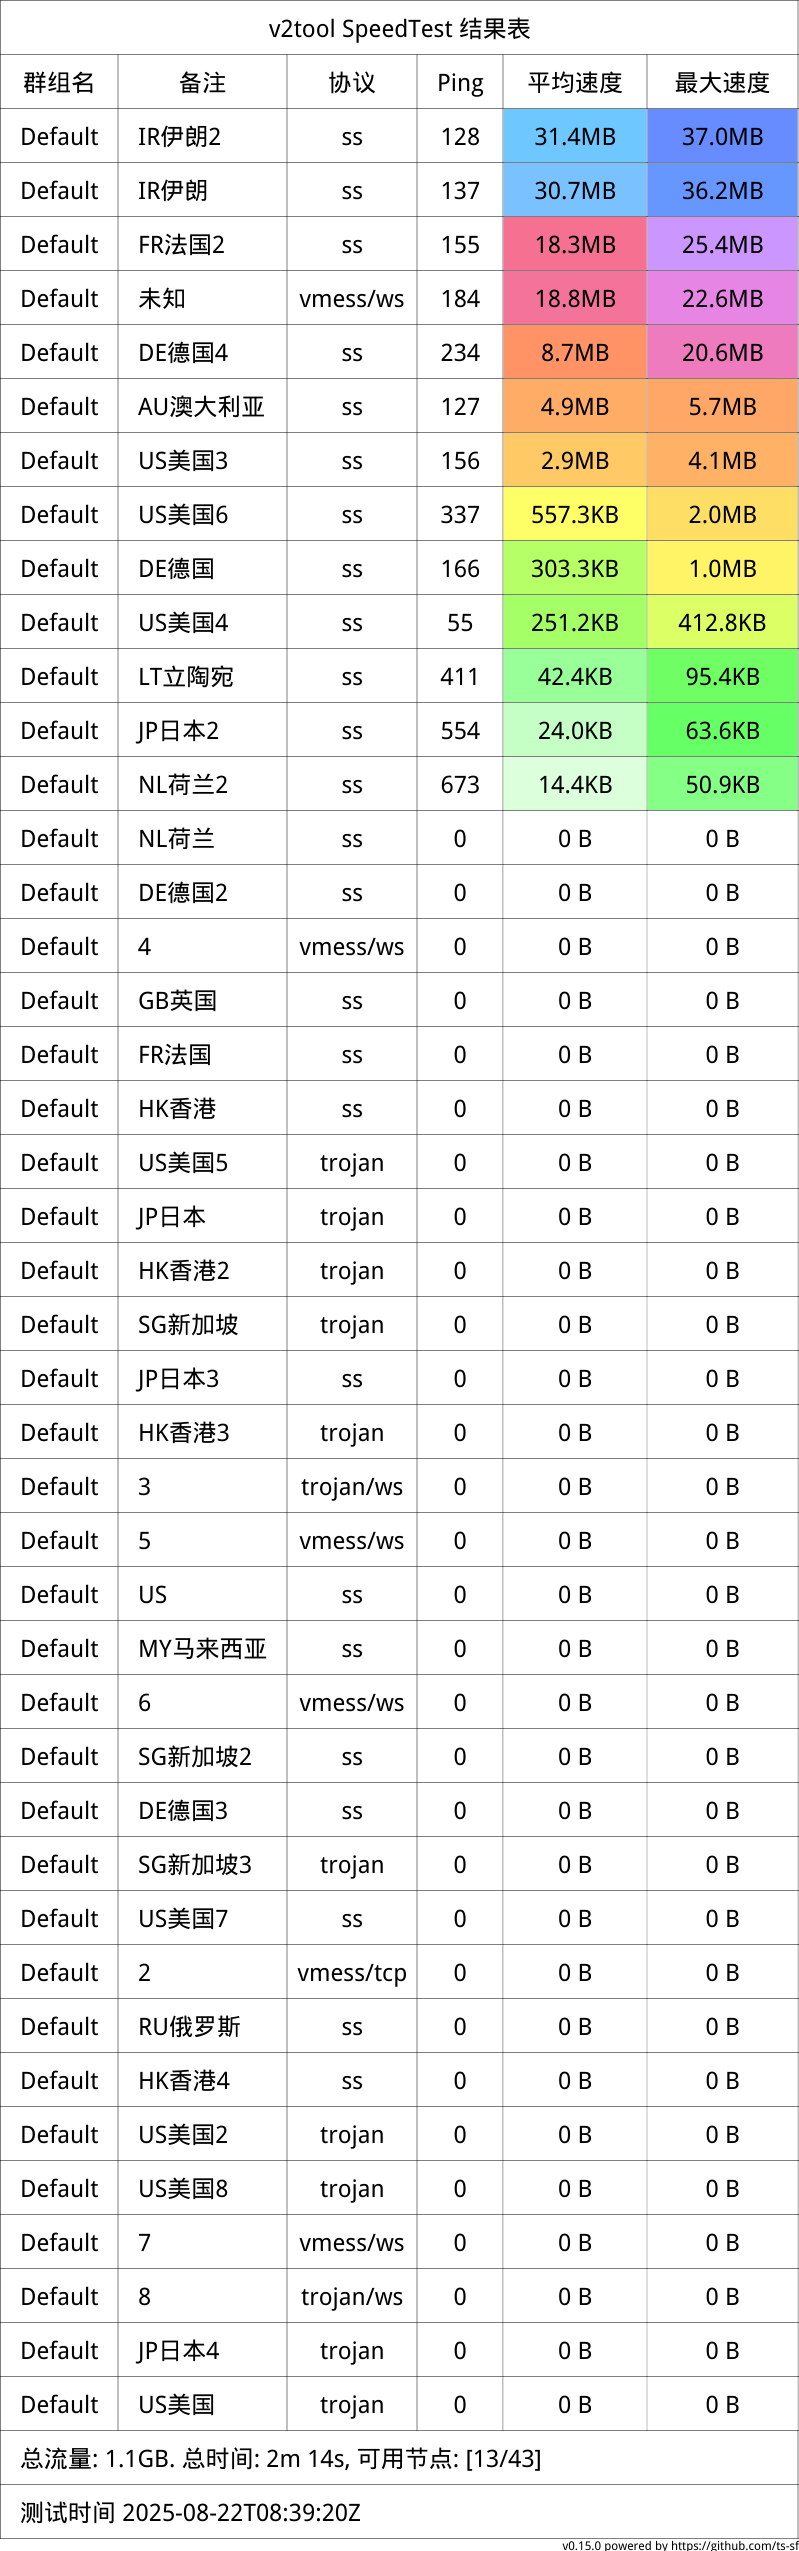 v2tool SpeedTest 结果表
群组名 备注 协议 Ping 平均速度 最大速度
Default IR伊朗2 ss 128 31.4MB 37.0MB
Default IR伊朗 ss 137 30.7MB 36.2MB
Default FR法国2 ss 155 18.3MB 25.4MB
Default 未知 vmess/ws 184 18.8MB 22.6MB
Default DE德国4 ss 234 8.7MB 20.6MB
Default AU澳大利亚 ss 127 4.9MB 5.7MB
Default US美国3 ss 156 2.9MB 4.1MB
Default US美国6 ss 337 557.3KB 2.0MB
Default DE德国 ss 166 303.3KB 1.0MB
Default US美国4 ss 55 251.2KB 412.8KB
Default LT立陶宛 ss 411 42.4KB 95.4KB
Default JP日本2 ss 554 24.0KB 63.6KB
Default NL荷兰2 ss 673 14.4KB 50.9KB
Default NL荷兰 ss 0 0 B 0 B
Default DE德国2 ss 0 0 B 0 B
Default 4 vmess/ws 0 0 B 0 B
Default GB英国 ss 0 0 B 0 B
Default FR法国 ss 0 0 B 0 B
Default HK香港 ss 0 0 B 0 B
Default US美国5 trojan 0 0 B 0 B
Default JP日本 trojan 0 0 B 0 B
Default HK香港2 trojan 0 0 B 0 B
Default SG新加坡 trojan 0 0 B 0 B
Default JP日本3 ss 0 0 B 0 B
Default HK香港3 trojan 0 0 B 0 B
Default 3 trojan/ws 0 0 B 0 B
Default 5 vmess/ws 0 0 B 0 B
Default US ss 0 0 B 0 B
Default MY马来西亚 ss 0 0 B 0 B
Default 6 vmess/ws 0 0 B 0 B
Default SG新加坡2 ss 0 0 B 0 B
Default DE德国3 ss 0 0 B 0 B
Default SG新加坡3 trojan 0 0 B 0 B
Default US美国7 ss 0 0 B 0 B
Default 2 vmess/tcp 0 0 B 0 B
Default RU俄罗斯 ss 0 0 B 0 B
Default HK香港4 ss 0 0 B 0 B
Default US美国2 trojan 0 0 B 0 B
Default US美国8 trojan 0 0 B 0 B
Default 7 vmess/ws 0 0 B 0 B
Default 8 trojan/ws 0 0 B 0 B
Default JP日本4 trojan 0 0 B 0 B
Default US美国 trojan 0 0 B 0 B
总流量: 1.1GB. 总时间: 2m 14s, 可用节点: [13/43]
测试时间 2025-08-22T08:39:20Z
v0.15.0 powered by https://github.com/ts-sf